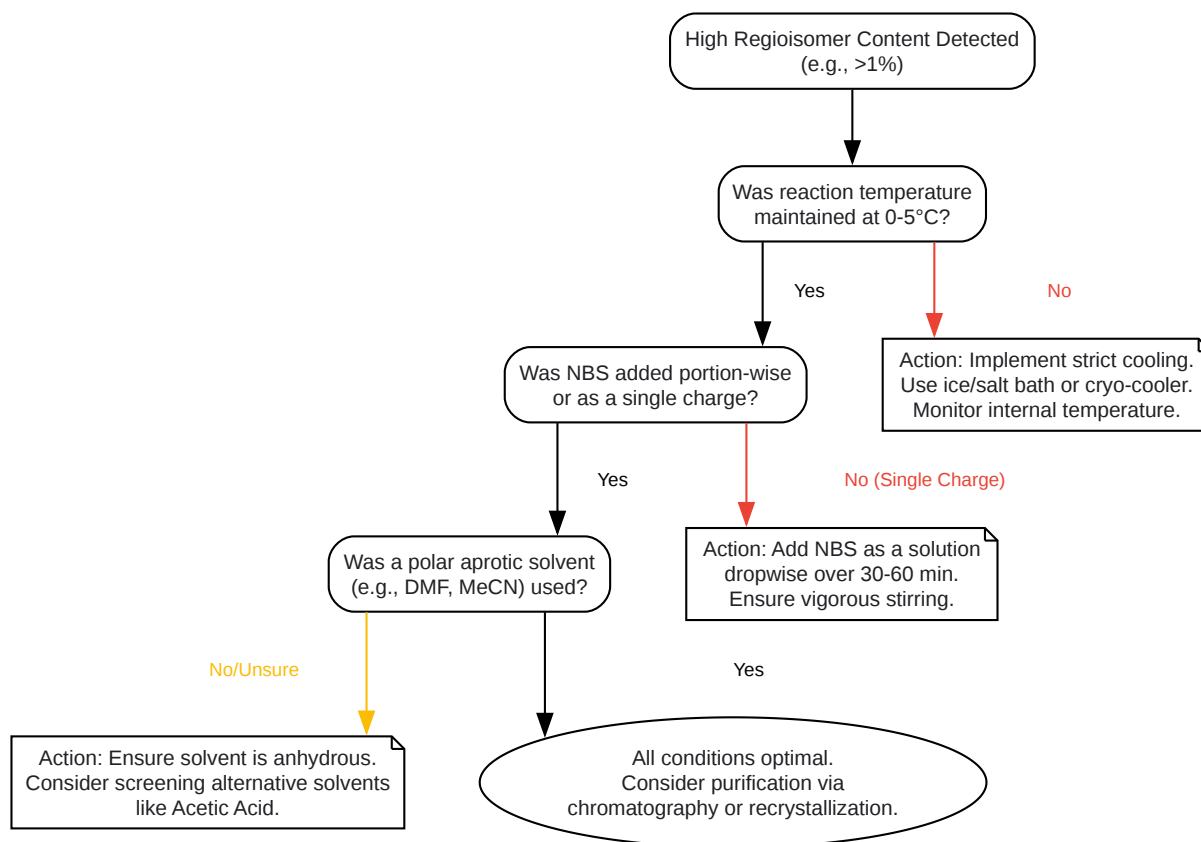 High Regioisomer Content Detected
(e.g., >1%)
Was reaction temperature
maintained at 0-5°C?
Yes
No
Was NBS added portion-wise
or as a single charge?
Action: Implement strict cooling.
Use ice/salt bath or cryo-cooler.
Monitor internal temperature.
Yes
No (Single Charge)
Was a polar aprotic solvent
(e.g., DMF, MeCN) used?
Action: Add NBS as a solution
dropwise over 30-60 min.
Ensure vigorous stirring.
No/Unsure
Yes
Action: Ensure solvent is anhydrous.
Consider screening alternative solvents
like Acetic Acid.
All conditions optimal.
Consider purification via
chromatography or recrystallization.